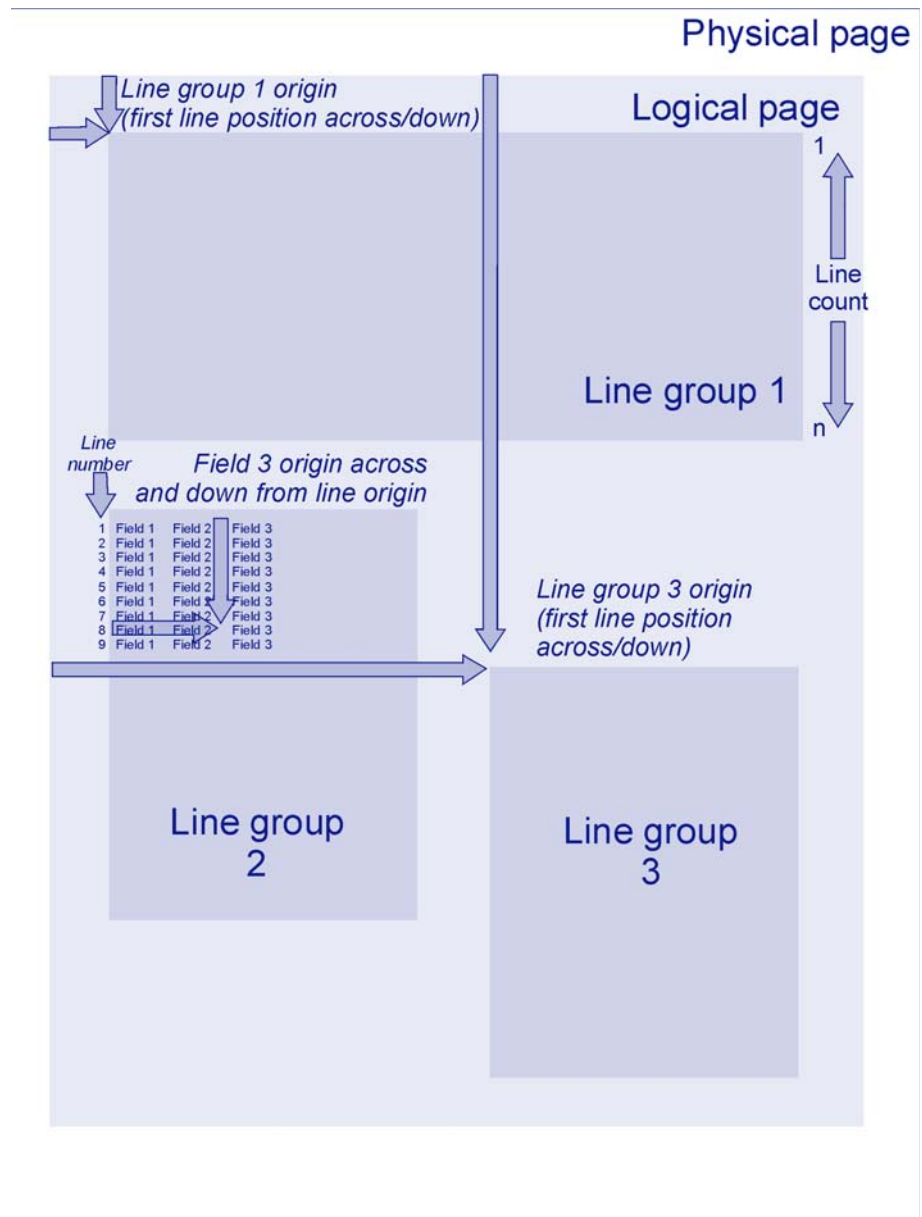 Physical page
Line group 1 origin
(first line position across/down)
Logical page
1
Line
count
n
Line group 1
Line
number
Field 3 origin across
and down from line origin
1 Field 1 Field 2 Field 3
2 Field 1 Field 2 Field 3
3 Field 1 Field 2 Field 3
4 Field 1 Field 2 Field 3
5 Field 1 Field 2 Field 3
6 Field 1 Field 2 Field 3
7 Field 1 Field 2 Field 3
8 Field 1 Field 2 Field 3
9 Field 1 Field 2 Field 3
Line group 3 origin
(first line position
across/down)
Line group
2
Line group
3